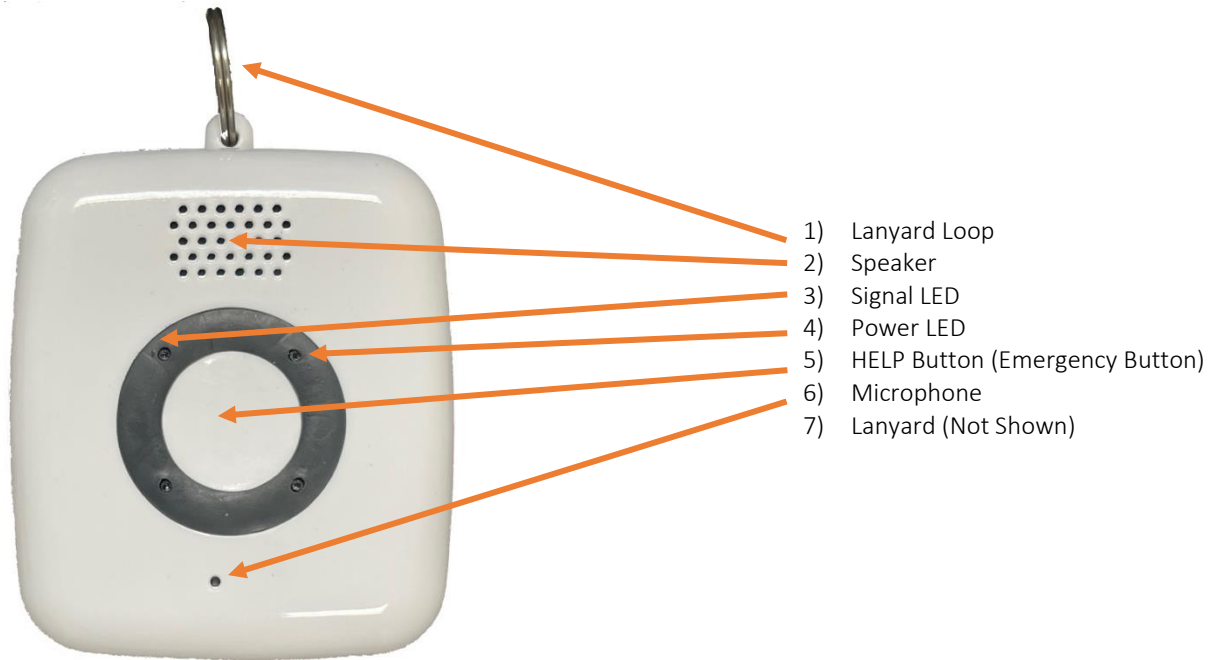 1) Lanyard Loop
2) Speaker
3) Signal LED
4) Power LED
5) HELP Button (Emergency Button)
6) Microphone
7) Lanyard (Not Shown)